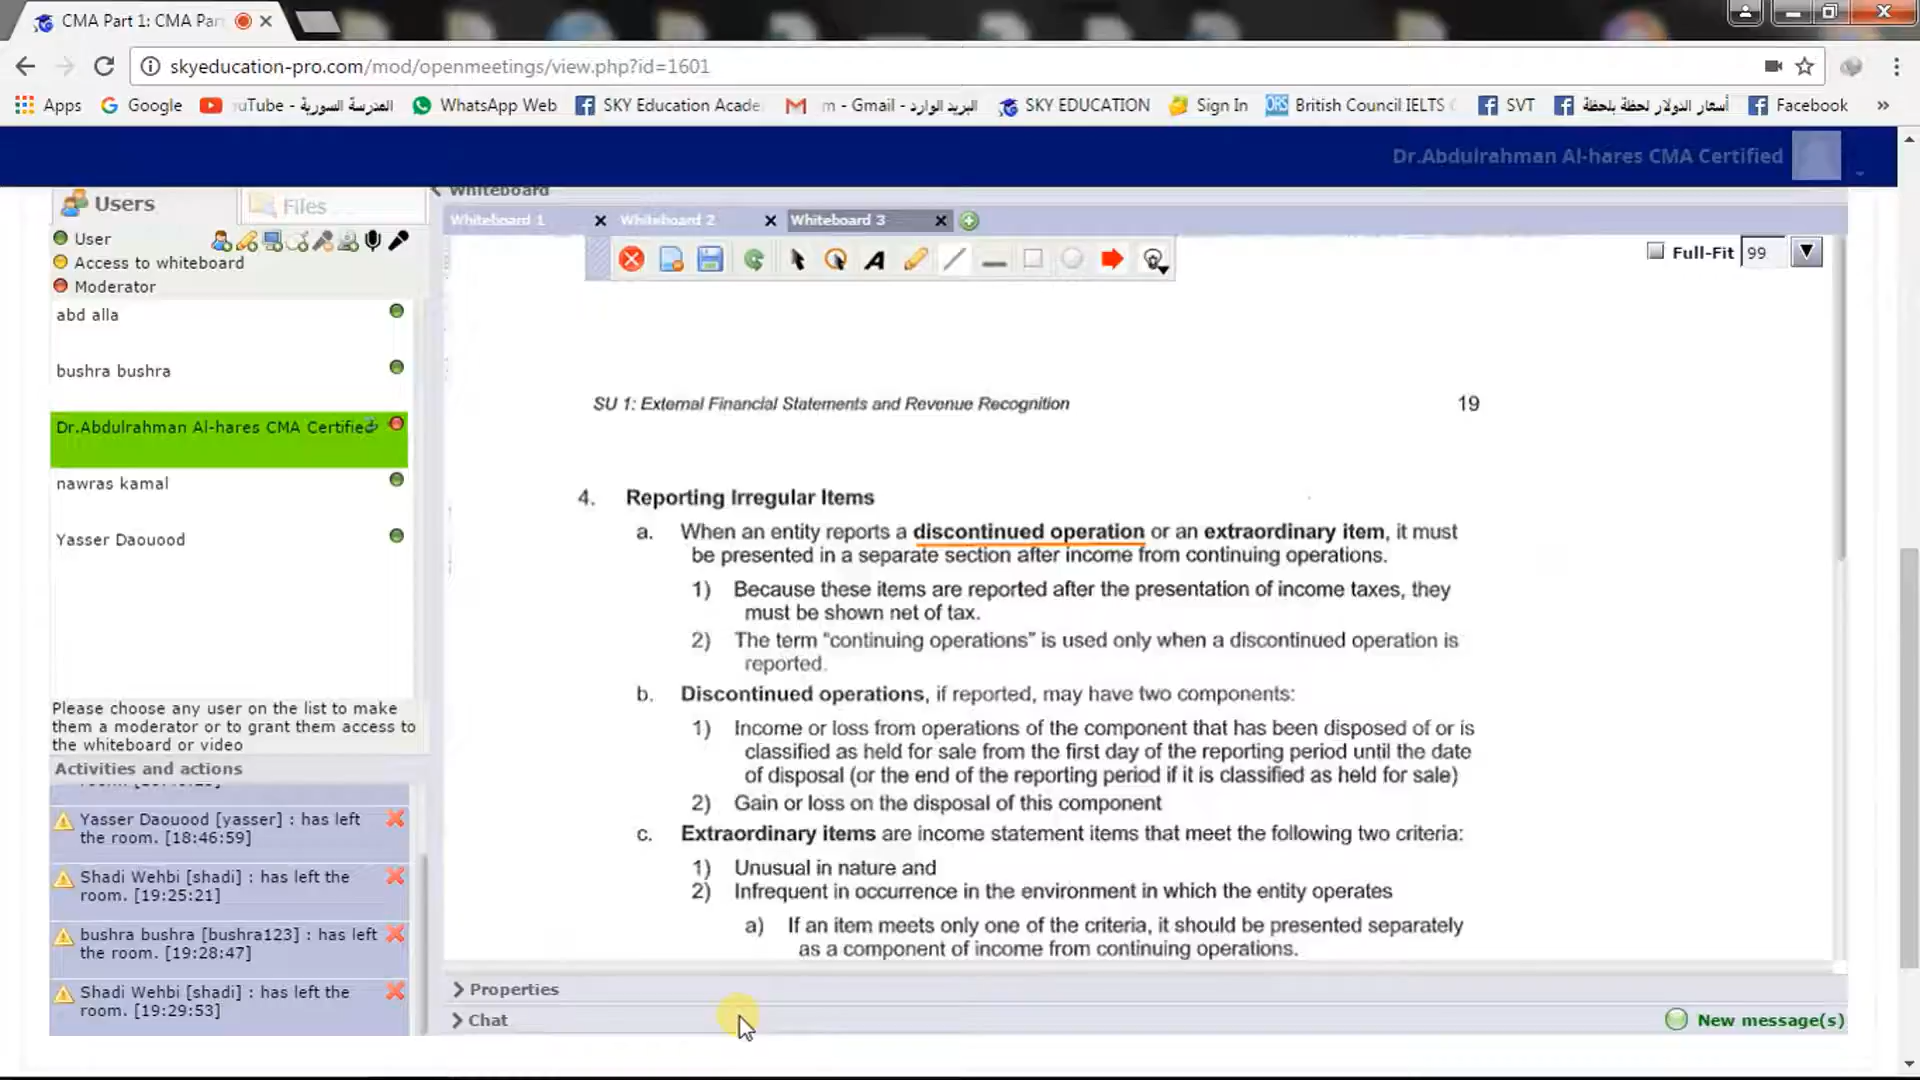 CMA Part 1: CMA Par
skyeducation-pro.com/mod/openmeetings/view.php?id=1601
Apps
Google
uTube - المدرسة السورية
WhatsApp Web
SKY Education Acade
m - Gmail - البريد الوارد
SKY EDUCATION
Sign In
ORS British Council IELTS
SVT
أسعار الدولار لحظة بلحظة
Facebook
»
Dr.Abdulrahman Al-hares CMA Certified
Users
Files
User
Access to whiteboard
Moderator
abd alla
bushra bushra
Dr.Abdulrahman Al-hares CMA Certified
nawras kamal
Yasser Daouood
Please choose any user on the list to make
them a moderator or to grant them access to
the whiteboard or video
Activities and actions
Yasser Daouood [yasser] : has left
the room. [18:46:59]
Shadi Wehbi [shadi] : has left the
room. [19:25:21]
bushra bushra [bushra123] : has left
the room. [19:28:47]
Shadi Wehbi [shadi] : has left the
room. [19:29:53]
Whiteboard
Whiteboard 1
Whiteboard 2
Whiteboard 3
Full-Fit 99
SU 1: External Financial Statements and Revenue Recognition 19
4. Reporting Irregular Items
a. When an entity reports a discontinued operation or an extraordinary item, it must
be presented in a separate section after income from continuing operations.
1) Because these items are reported after the presentation of income taxes, they
must be shown net of tax.
2) The term "continuing operations" is used only when a discontinued operation is
reported.
b. Discontinued operations, if reported, may have two components:
1) Income or loss from operations of the component that has been disposed of or is
classified as held for sale from the first day of the reporting period until the date
of disposal (or the end of the reporting period if it is classified as held for sale)
2) Gain or loss on the disposal of this component
c. Extraordinary items are income statement items that meet the following two criteria:
1) Unusual in nature and
2) Infrequent in occurrence in the environment in which the entity operates
a) If an item meets only one of the criteria, it should be presented separately
as a component of income from continuing operations.
Properties
Chat
New message(s)